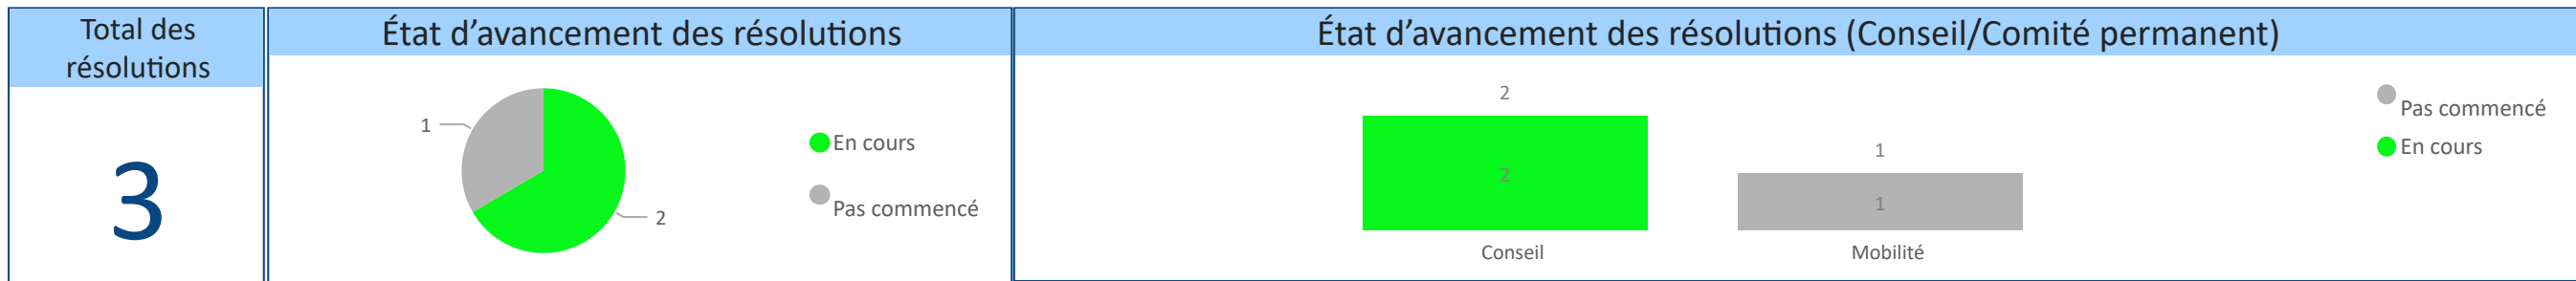 Total des
résolutions
3
État d’avancement des résolutions
1
2
En cours
Pas commencé
État d’avancement des résolutions (Conseil/Comité permanent)
2
2
Conseil
1
1
Mobilité
Pas commencé
En cours